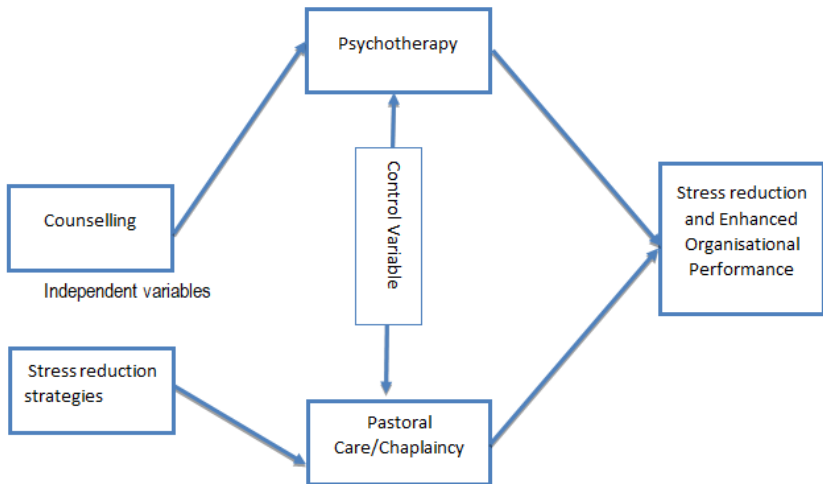 Psychotherapy
Control Variable
Counselling
Independent variables
Stress reduction
and Enhanced
Organisational
Performance
Stress reduction
strategies
Pastoral
Care/Chaplaincy